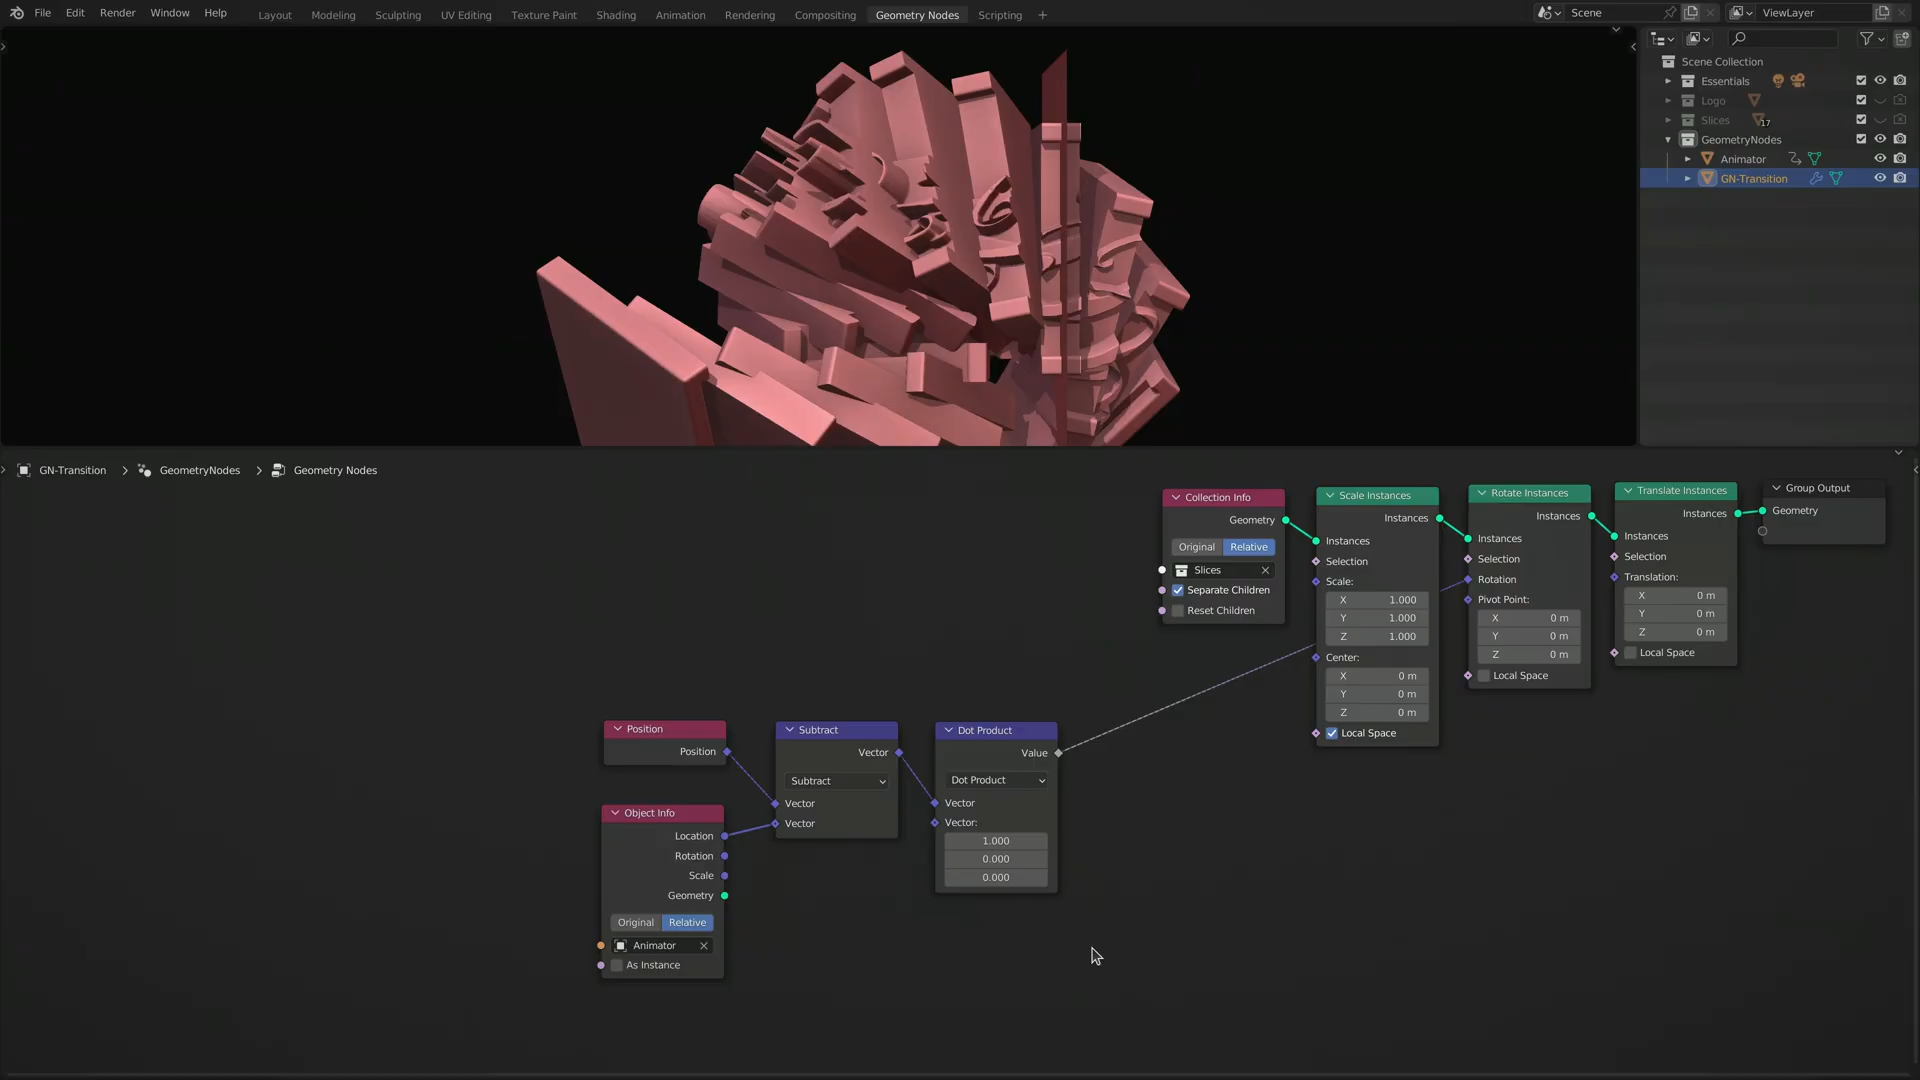 File Edit Render Window Help
Layout Modeling Sculpting UV Editing Texture Paint Shading Animation Rendering Compositing Geometry Nodes Scripting +
Scene
ViewLayer
Scene Collection
Essentials
Logo
Slices 17
GeometryNodes
Animator
GN-Transition
GN-Transition > GeometryNodes > Geometry Nodes
Collection Info
Geometry
Original Relative
Slices
Separate Children
Reset Children
Scale Instances
Instances
Instances
Selection
Scale:
X 1.000
Y 1.000
Z 1.000
Center:
X 0 m
Y 0 m
Z 0 m
Local Space
Rotate Instances
Instances
Instances
Selection
Rotation
Pivot Point:
X 0 m
Y 0 m
Z 0 m
Local Space
Translate Instances
Instances
Instances
Selection
Translation:
X 0 m
Y 0 m
Z 0 m
Local Space
Group Output
Geometry
Position
Position
Object Info
Location
Rotation
Scale
Geometry
Original Relative
Animator
As Instance
Subtract
Vector
Subtract
Vector
Vector
Dot Product
Value
Dot Product
Vector
Vector:
1.000
0.000
0.000